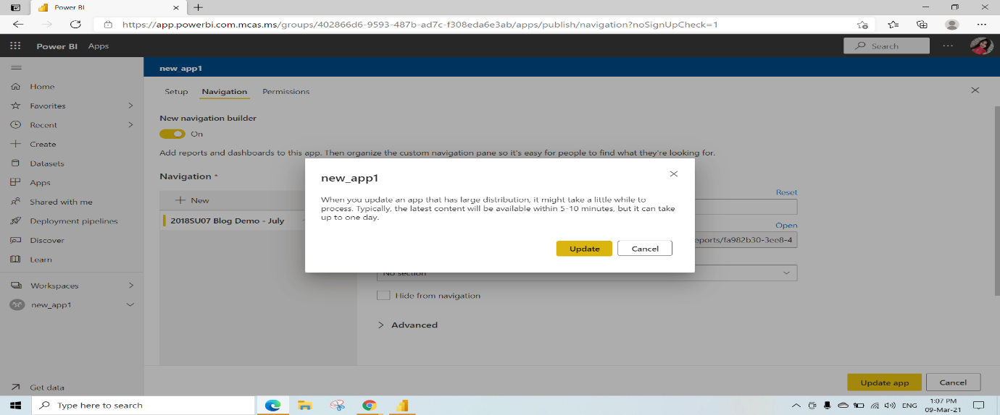 Power BI
https://app.powerbi.com.mcas.ms/groups/402866d6-9593-487b-ad7c-f308eda6e3ab/apps/publish/navigation?noSignUpCheck=1
Power BI Apps
Search
new_app1
Home
Favorites
Recent
Create
Datasets
Apps
Shared with me
Deployment pipelines
Discover
Learn
Workspaces
new_app1
Get data
Setup Navigation Permissions
New navigation builder
On
Add reports and dashboards to this app. Then organize the custom navigation pane so it's easy for people to find what they're looking for.
Navigation *
New
2018SU07 Blog Demo - July
new_app1
When you update an app that has large distribution, it might take a little while to
process. Typically, the latest content will be available within 5-10 minutes, but it can take
up to one day.
Update Cancel
Reset
Open
eports/fa982b30-3ee8-4
No section
Hide from navigation
Advanced
Update app Cancel
Type here to search
ENG
1:07 PM
09-Mar-21